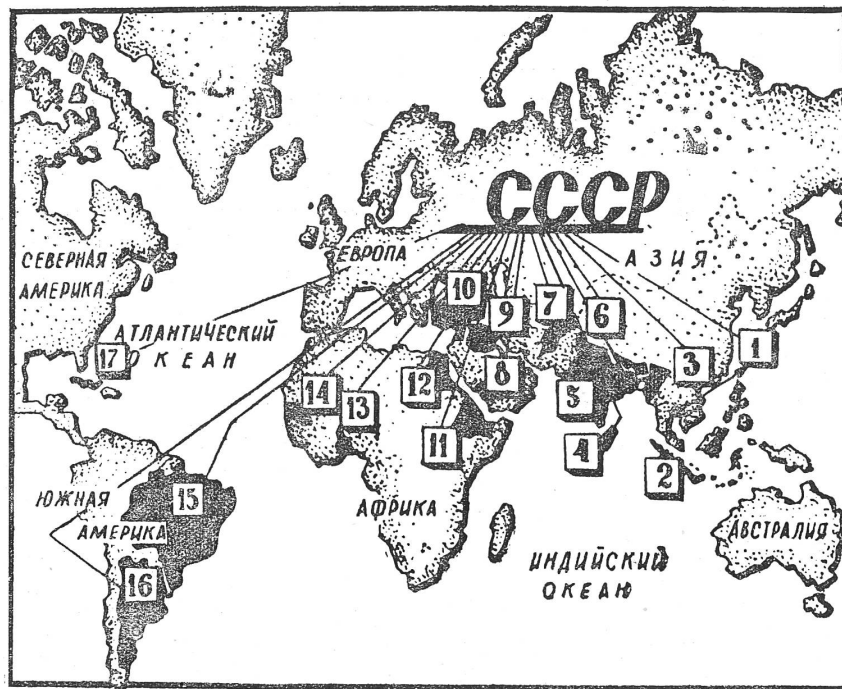 СССР
ЕВРОПА
АЗИЯ
СЕВЕРНАЯ
АМЕРИКА
АТЛАНТИЧЕСКИЙ
ОКЕАН
17
10
9
7
6
3
1
14
13
12
8
5
11
4
2
15
ЮЖНАЯ
АМЕРИКА
16
АФРИКА
АВСТРАЛИЯ
ИНДИЙСКИЙ
ОКЕАН